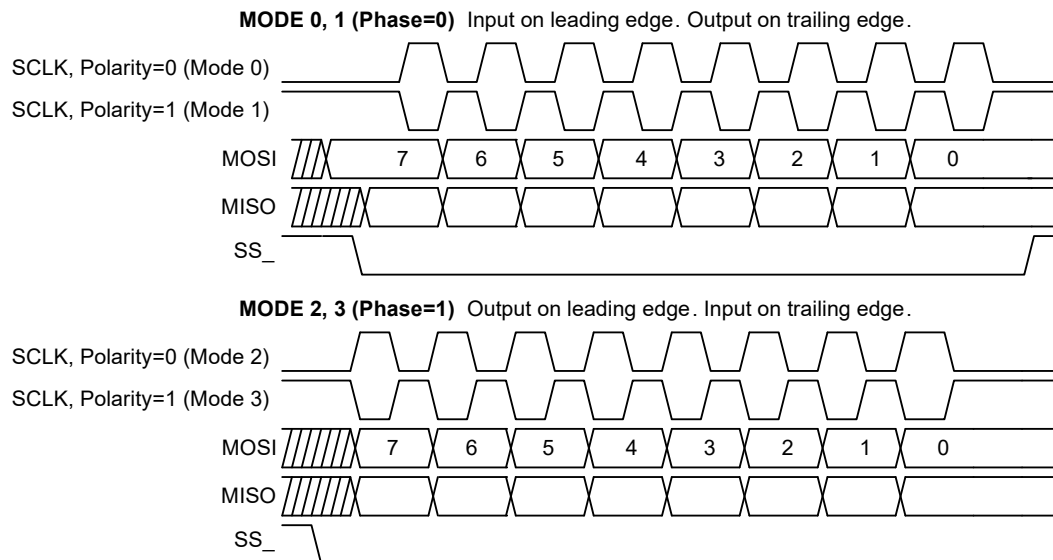 MODE 0, 1 (Phase=0) Input on leading edge. Output on trailing edge.
SCLK, Polarity=0 (Mode 0)
SCLK, Polarity=1 (Mode 1)
MOSI 7 6 5 4 3 2 1 0
MISO
SS_
MODE 2, 3 (Phase=1) Output on leading edge. Input on trailing edge.
SCLK, Polarity=0 (Mode 2)
SCLK, Polarity=1 (Mode 3)
MOSI 7 6 5 4 3 2 1 0
MISO
SS_